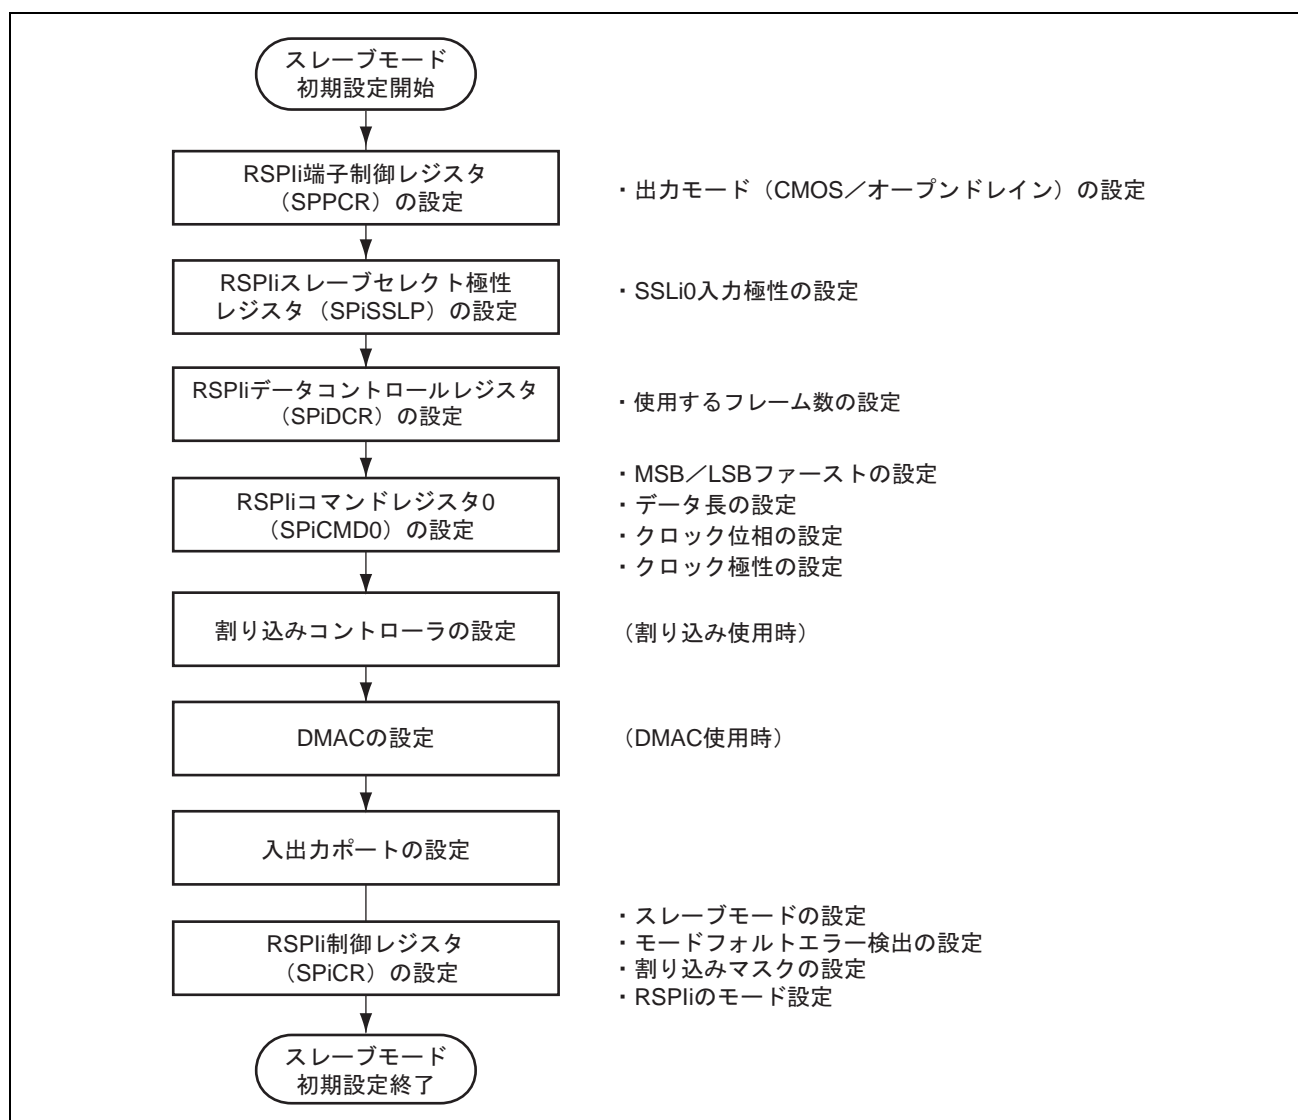 スレーブモード
初期設定開始
RSPIi端子制御レジスタ
（SPPCR）の設定
・出力モード（CMOS／オープンドレイン）の設定
RSPIiスレーブセレクト極性
レジスタ（SPiSSLP）の設定
・SSLi0入力極性の設定
RSPIiデータコントロールレジスタ
（SPiDCR）の設定
・使用するフレーム数の設定
RSPIiコマンドレジスタ0
（SPiCMD0）の設定
・MSB／LSBファーストの設定
・データ長の設定
・クロック位相の設定
・クロック極性の設定
割り込みコントローラの設定
（割り込み使用時）
DMACの設定
（DMAC使用時）
入出力ポートの設定
RSPIi制御レジスタ
（SPiCR）の設定
・スレーブモードの設定
・モードフォルトエラー検出の設定
・割り込みマスクの設定
・RSPIiのモード設定
スレーブモード
初期設定終了